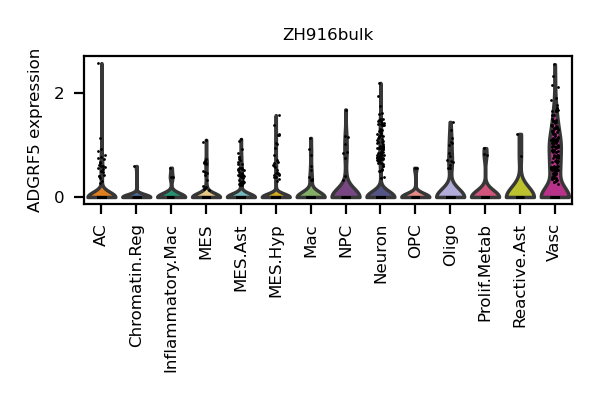 ZH916bulk
ADGRF5 expression
2
0
AC
Chromatin.Reg
Inflammatory.Mac
MES
MES.Ast
MES.Hyp
Mac
NPC
Neuron
OPC
Oligo
Prolif.Metab
Reactive.Ast
Vasc